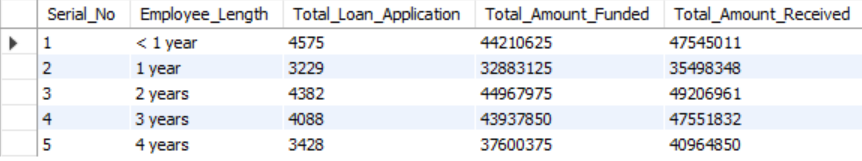 Serial_No Employee_Length Total_Loan_Application Total_Amount_Funded Total_Amount_Received
1 < 1 year 4575 44210625 47545011
2 1 year 3229 32883125 35498348
3 2 years 4382 44967975 49206961
4 3 years 4088 43937850 47551832
5 4 years 3428 37600375 40964850